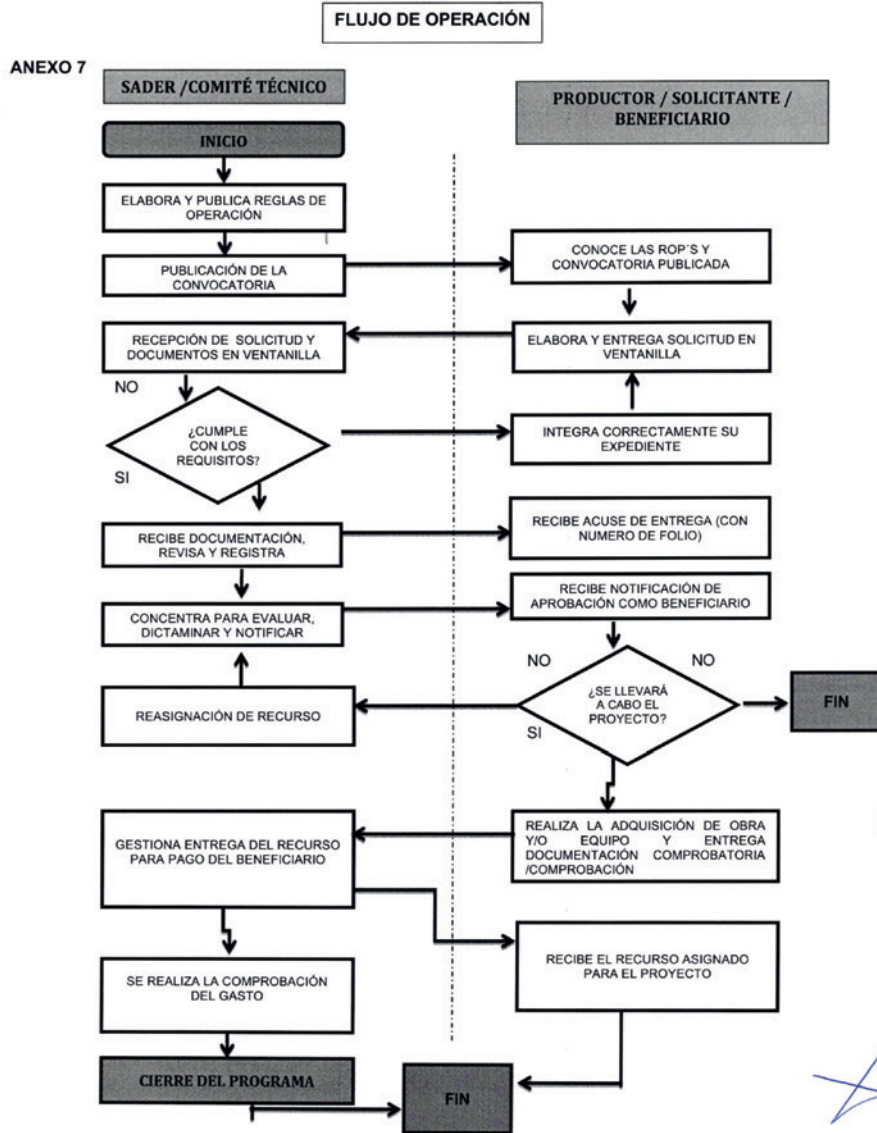 FLUJO DE OPERACIÓN
ANEXO 7
SADER /COMITÉ TÉCNICO
PRODUCTOR / SOLICITANTE /
BENEFICIARIO
INICIO
ELABORA Y PUBLICA REGLAS DE
OPERACIÓN
PUBLICACIÓN DE LA
CONVOCATORIA
CONOCE LAS ROP´S Y
CONVOCATORIA PUBLICADA
RECEPCIÓN DE SOLICITUD Y
DOCUMENTOS EN VENTANILLA
ELABORA Y ENTREGA SOLICITUD EN
VENTANILLA
NO
¿CUMPLE
CON LOS
REQUISITOS?
SI
INTEGRA CORRECTAMENTE SU
EXPEDIENTE
RECIBE DOCUMENTACIÓN,
REVISA Y REGISTRA
RECIBE ACUSE DE ENTREGA (CON
NUMERO DE FOLIO)
CONCENTRA PARA EVALUAR,
DICTAMINAR Y NOTIFICAR
RECIBE NOTIFICACIÓN DE
APROBACIÓN COMO BENEFICIARIO
NO
NO
¿SE LLEVARÁ
A CABO EL
PROYECTO?
SI
FIN
REASIGNACIÓN DE RECURSO
GESTIONA ENTREGA DEL RECURSO
PARA PAGO DEL BENEFICIARIO
REALIZA LA ADQUISICIÓN DE OBRA
Y/O EQUIPO Y ENTREGA
DOCUMENTACIÓN COMPROBATORIA
/COMPROBACIÓN
RECIBE EL RECURSO ASIGNADO
PARA EL PROYECTO
SE REALIZA LA COMPROBACIÓN
DEL GASTO
CIERRE DEL PROGRAMA
FIN